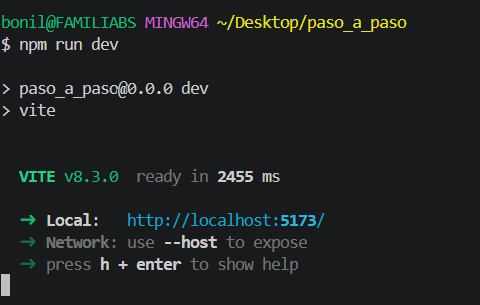 bonil@FAMILIABS MINGW64 ~/Desktop/paso_a_paso
$ npm run dev
> paso_a_paso@0.0.0 dev
> vite
VITE v8.3.0 ready in 2455 ms
➜ Local: http://localhost:5173/
➜ Network: use --host to expose
➜ press h + enter to show help